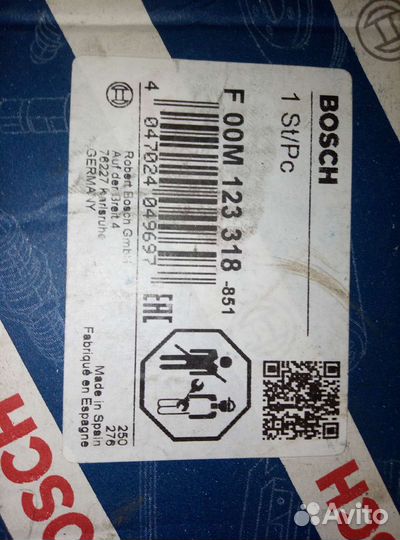 BOSCH
1 St/Pc
F 00M 123 318 -851
4 047024 049697
Robert Bosch GmbH
Auf der Breit 4
76227 Karlsruhe
GERMANY
EAC
250
276
Made in Spain
Fabriqué en Espagne
BOSCH
BOSCH
Avito